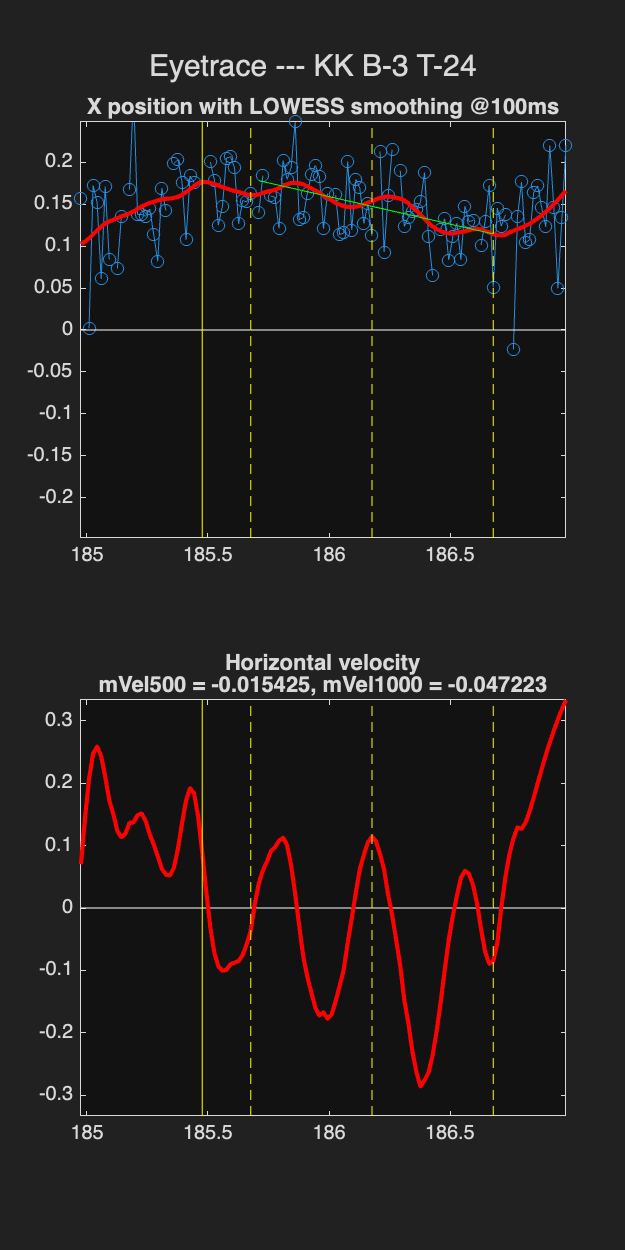 Eyetrace --- KK B-3 T-24
X position with LOWESS smoothing @100ms
0.2
0.15
0.1
0.05
0
-0.05
-0.1
-0.15
-0.2
185 185.5 186 186.5
Horizontal velocity
mVel500 = -0.015425, mVel1000 = -0.047223
0.3
0.2
0.1
0
-0.1
-0.2
-0.3
185 185.5 186 186.5